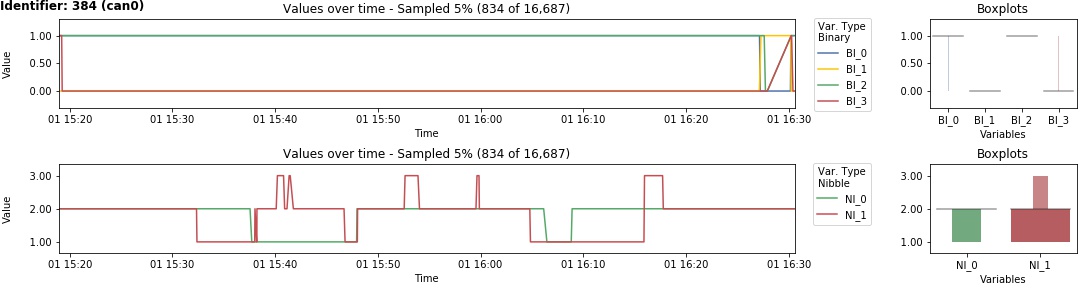 Identifier: 384 (can0)
Values over time - Sampled 5% (834 of 16,687)
Boxplots
Value
1.00
0.50
0.00
01 15:20
01 15:30
01 15:40
01 15:50
01 16:00
01 16:10
01 16:20
01 16:30
Time
Var. Type
Binary
BI_0
BI_1
BI_2
BI_3
1.00
0.50
0.00
BI_0
BI_1
BI_2
BI_3
Variables
Values over time - Sampled 5% (834 of 16,687)
Boxplots
Value
3.00
2.00
1.00
01 15:20
01 15:30
01 15:40
01 15:50
01 16:00
01 16:10
01 16:20
01 16:30
Time
Var. Type
Nibble
NI_0
NI_1
3.00
2.00
1.00
NI_0
NI_1
Variables